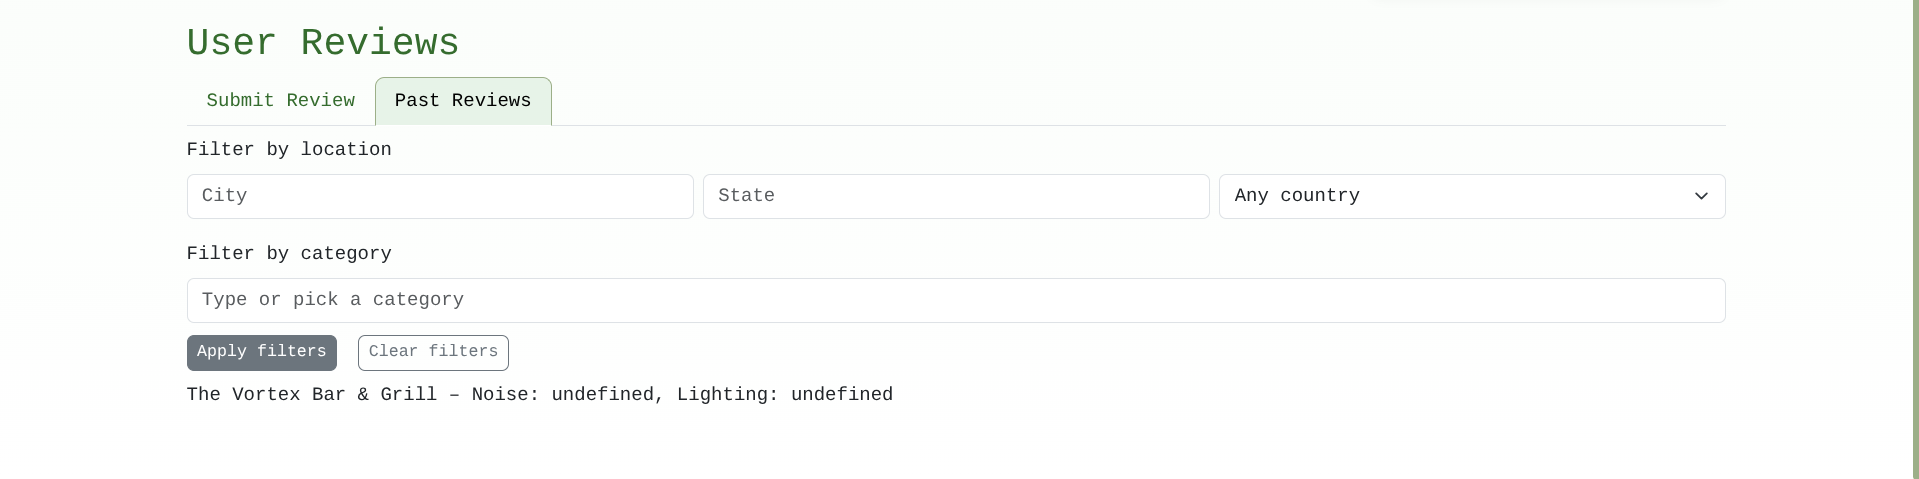 User Reviews
Submit Review Past Reviews
Filter by location
City State Any country
Filter by category
Type or pick a category
Apply filters Clear filters
The Vortex Bar & Grill – Noise: undefined, Lighting: undefined